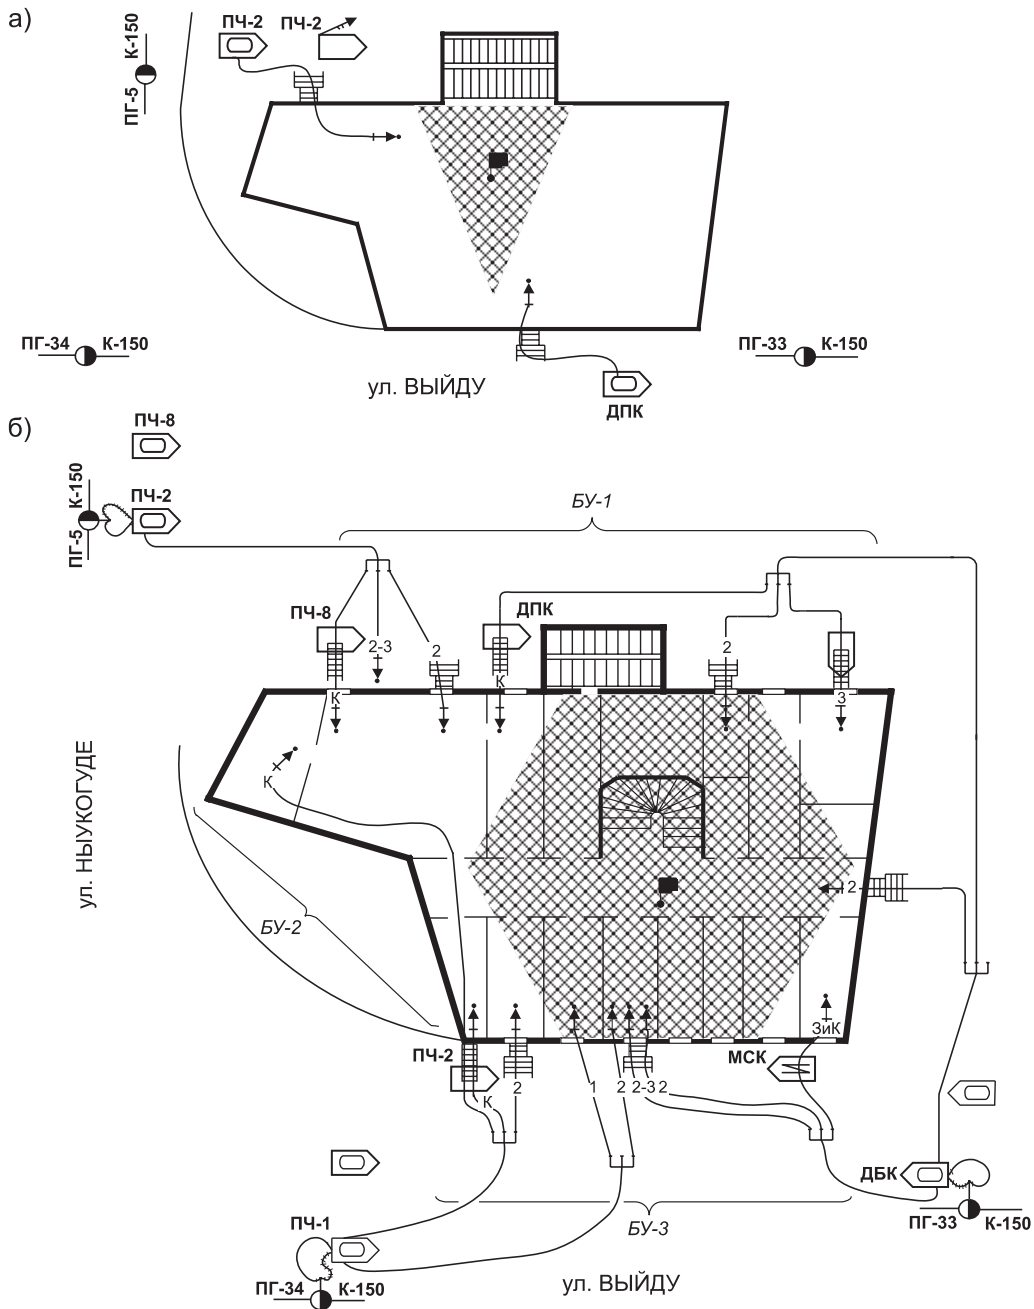 а)
ПЧ-2 ПЧ-2
К-150
ПГ-5
ПГ-34 К-150
ПГ-33 К-150
ул. ВЫЙДУ
ДПК
б)
ПЧ-8
К-150
ПГ-5
ПЧ-2
БУ-1
ПЧ-8
ДПК
2-3
2
2
К
К
3
К
ул. НЫУКОГУДЕ
2
БУ-2
ЗиК
ПЧ-2
МСК
2
1
2
2-3
2
К
ДБК
ПЧ-1
БУ-3
ПГ-33
К-150
ПГ-34
К-150
ул. ВЫЙДУ